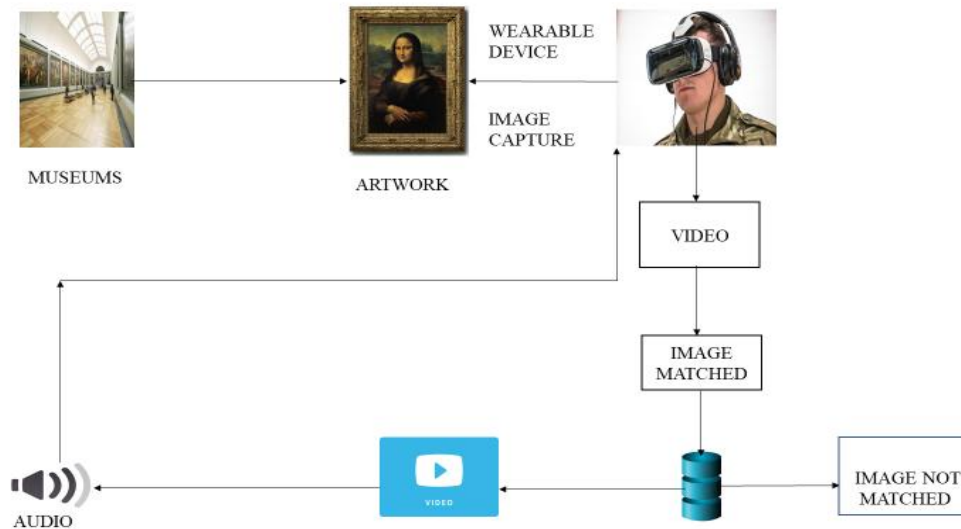 WEARABLE
DEVICE
IMAGE
CAPTURE
MUSEUMS
ARTWORK
VIDEO
IMAGE
MATCHED
VIDEO
IMAGE NOT
MATCHED
AUDIO